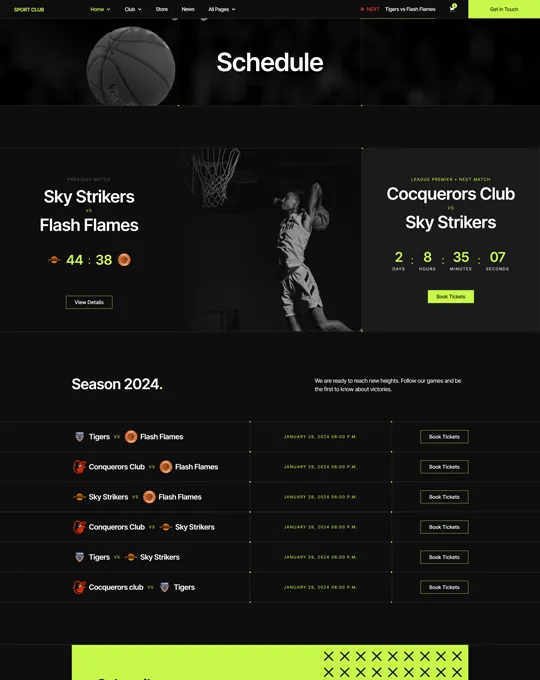 SPORT CLUB
Home
Club
Store
News
All Pages
NEXT
Tigers vs Flash Flames
Get in Touch
Schedule
PREVIOUS MATCH
Sky Strikers
VS
Flash Flames
44 : 38
View Details
LEAGUE PREMIER • NEXT MATCH
Cocquerors Club
VS
Sky Strikers
2 : 8 : 35 : 07
DAYS HOURS MINUTES SECONDS
Book Tickets
Season 2024.
We are ready to reach new heights. Follow our games and be
the first to know about victories.
Tigers VS Flash Flames
JANUARY 29, 2024 06:00 P.M.
Book Tickets
Conquerors Club VS Flash Flames
JANUARY 29, 2024 06:00 P.M.
Book Tickets
Sky Strikers VS Flash Flames
JANUARY 29, 2024 06:00 P.M.
Book Tickets
Conquerors Club VS Sky Strikers
JANUARY 29, 2024 06:00 P.M.
Book Tickets
Tigers VS Sky Strikers
JANUARY 29, 2024 06:00 P.M.
Book Tickets
Conquerors club VS Tigers
JANUARY 29, 2024 06:00 P.M.
Book Tickets